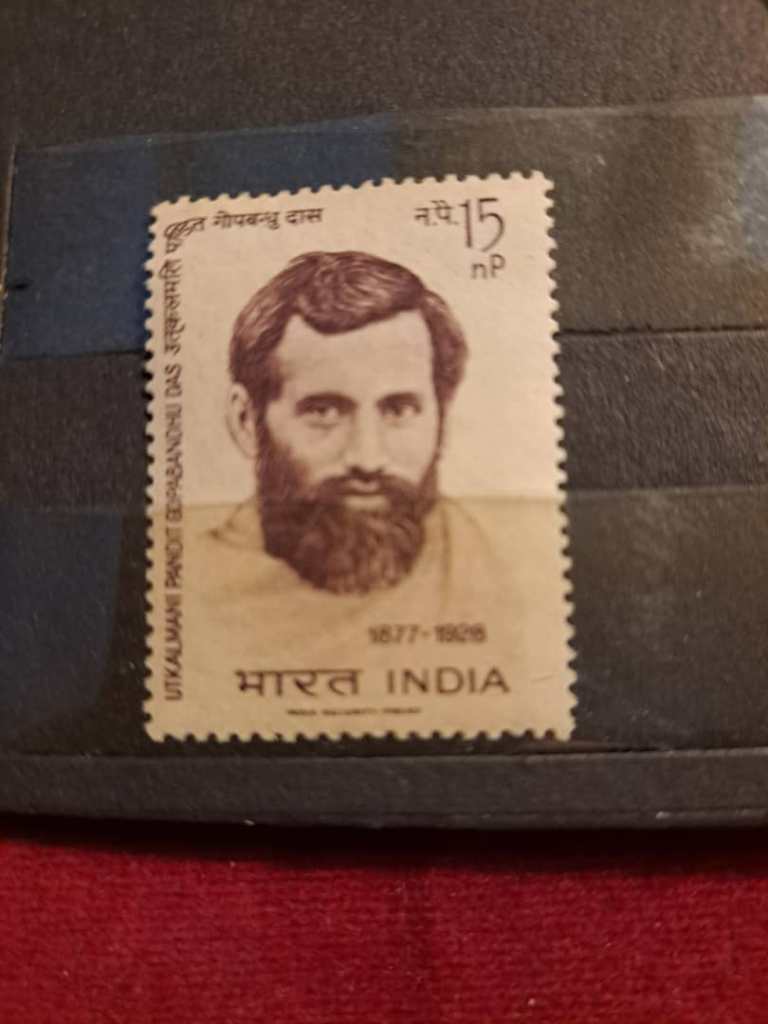 उत्कलमणि पण्डित गोपबन्धु दास
न.पै. 15
nP
UTKALMANI PANDIT GOPABANDHU DAS
1877-1928
भारत INDIA